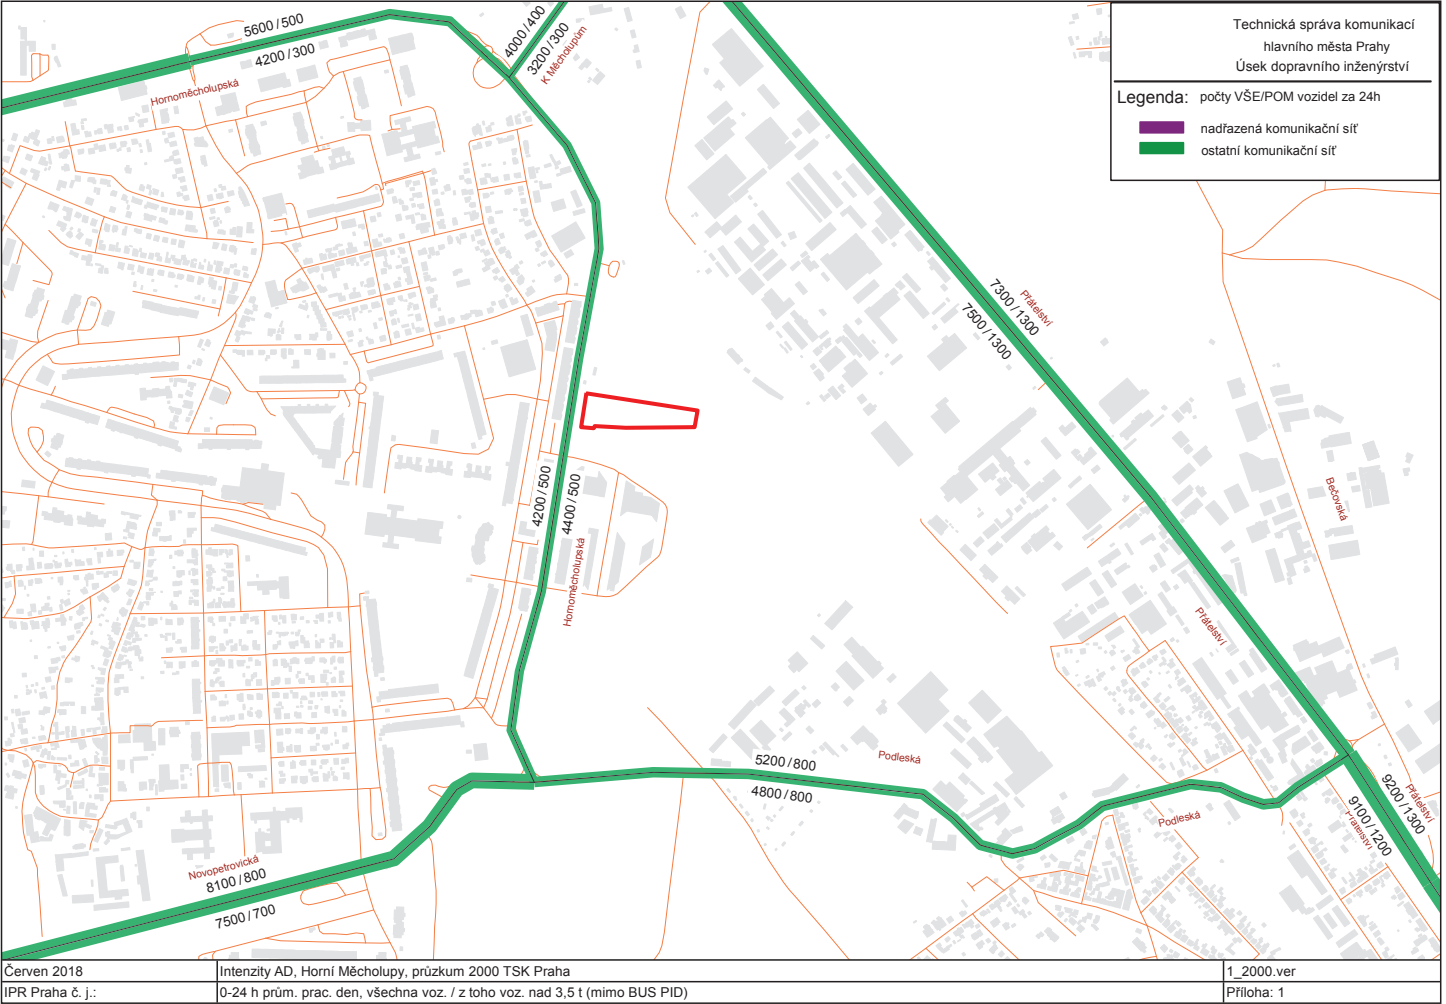 Technická správa komunikací
hlavního města Prahy
Úsek dopravního inženýrství
Legenda: počty VŠE/POM vozidel za 24h
nadřazená komunikační síť
ostatní komunikační síť
5600/500
4200/300
Hornoměcholupská
4000/400
3200/300
K Měcholupům
7300/1300
7500/1300
Přátelství
4200/500
4400/500
Hornoměcholupská
Bečovská
Přátelství
5200/800
4800/800
Podleská
Podleská
9200/1300
9100/1200
Přátelství
Přátelství
Novopetrovická
8100/800
7500/700
Červen 2018
Intenzity AD, Horní Měcholupy, průzkum 2000 TSK Praha
1_2000.ver
IPR Praha č. j.:
0-24 h prům. prac. den, všechna voz. / z toho voz. nad 3,5 t (mimo BUS PID)
Příloha: 1